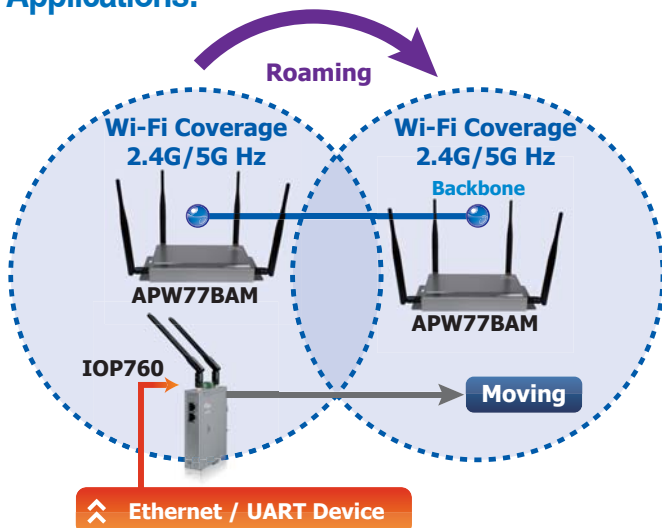 Applications:
Roaming
Wi-Fi Coverage
2.4G/5G Hz
Wi-Fi Coverage
2.4G/5G Hz
Backbone
APW77BAM
APW77BAM
IOP760
Moving
Ethernet / UART Device